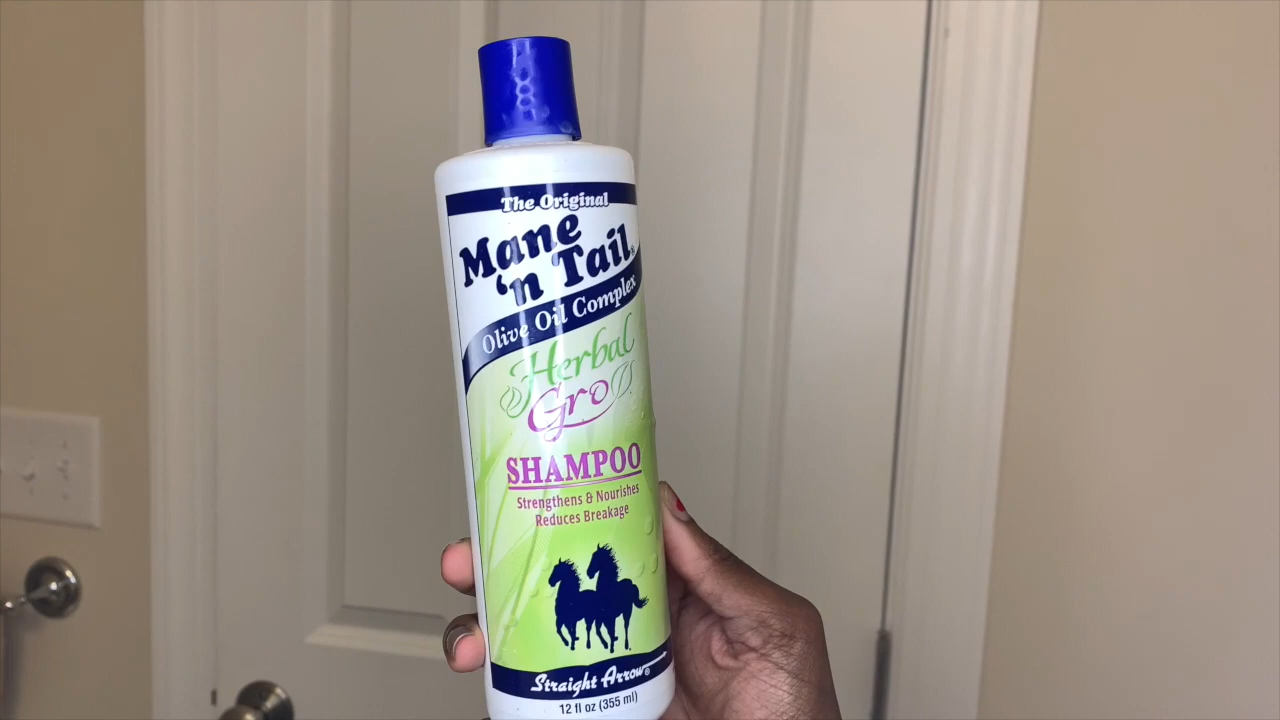 The Original
Mane
'n Tail®
Olive Oil Complex
Herbal
Gro
SHAMPOO
Strengthens & Nourishes
Reduces Breakage
Straight Arrow®
12 fl oz (355 ml)